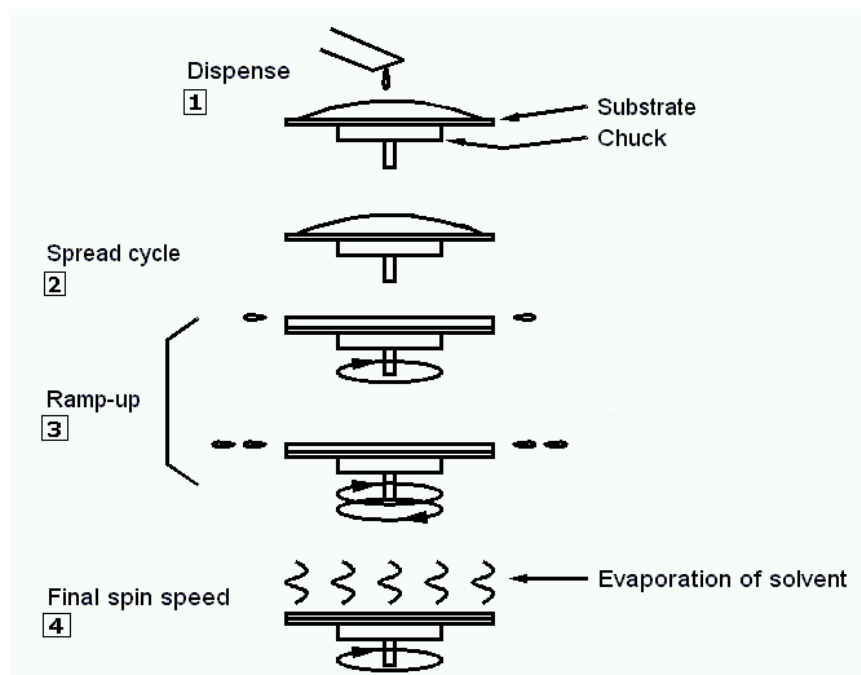 Dispense
1
Substrate
Chuck
Spread cycle
2
Ramp-up
3
Evaporation of solvent
Final spin speed
4